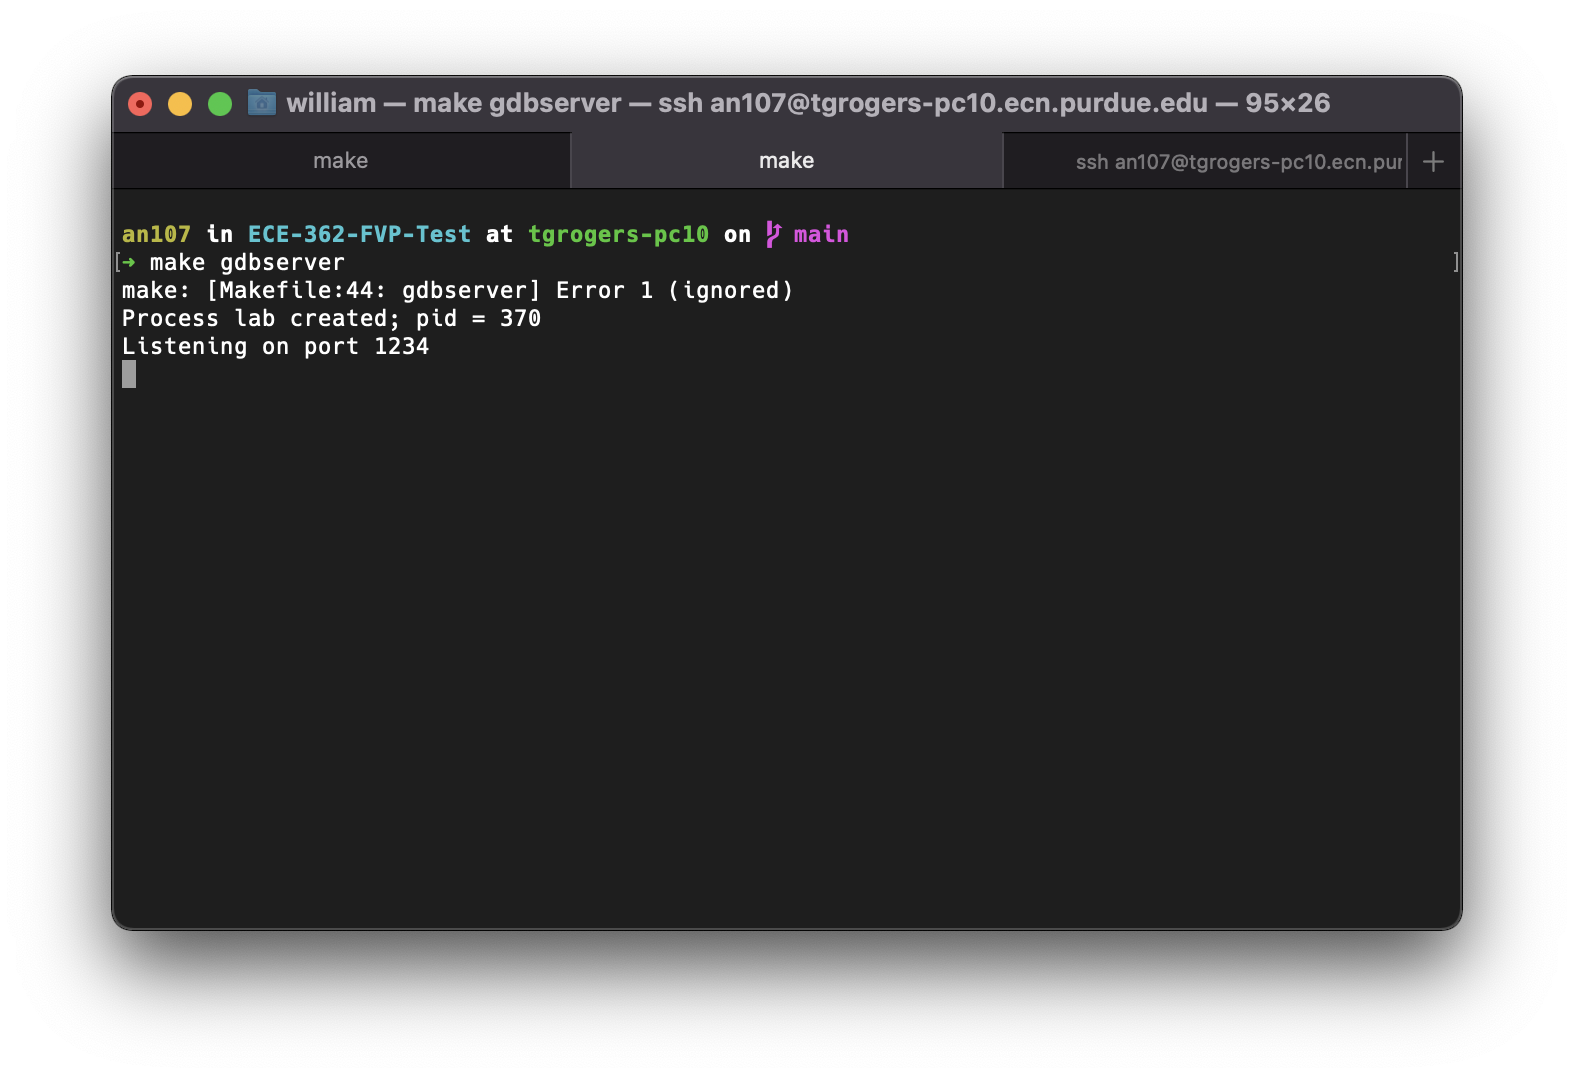 william — make gdbserver — ssh an107@tgrogers-pc10.ecn.purdue.edu — 95×26
make
make
ssh an107@tgrogers-pc10.ecn.pur
+
an107 in ECE-362-FVP-Test at tgrogers-pc10 on main
[➜ make gdbserver ]
make: [Makefile:44: gdbserver] Error 1 (ignored)
Process lab created; pid = 370
Listening on port 1234